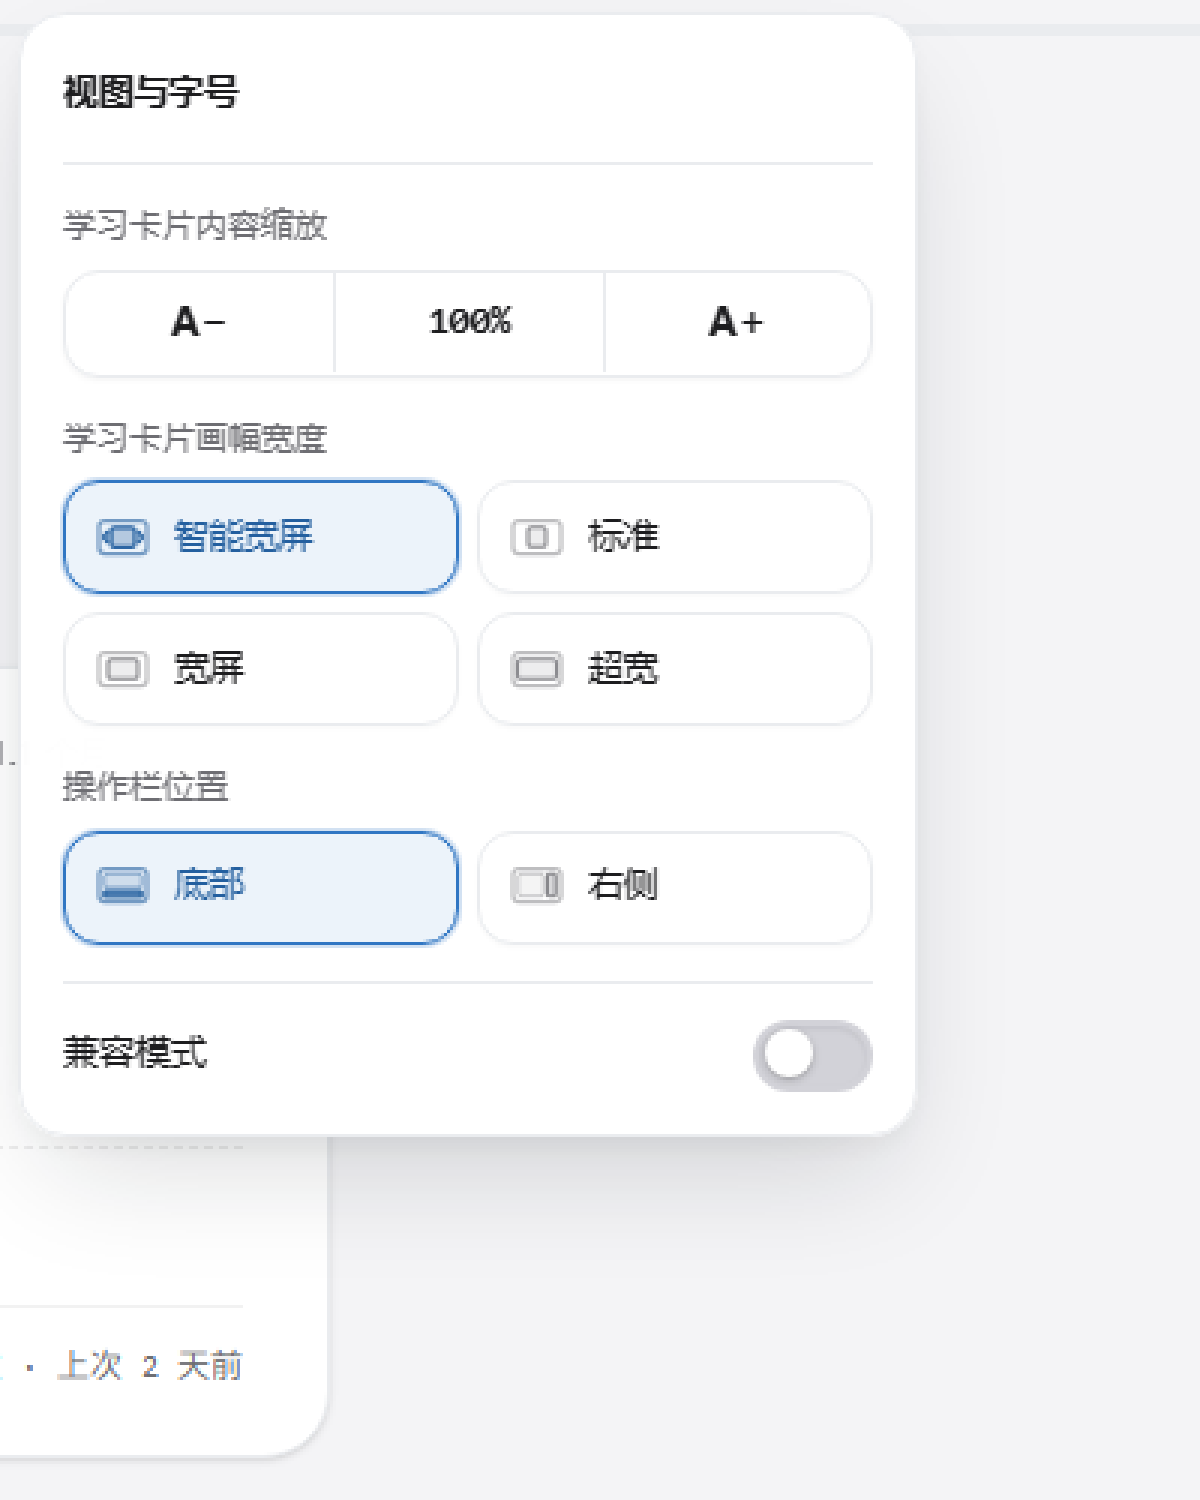 视图与字号
学习卡片内容缩放
A− 100% A+
学习卡片画幅宽度
智能宽屏 标准
宽屏 超宽
操作栏位置
底部 右侧
兼容模式
· 上次 2 天前